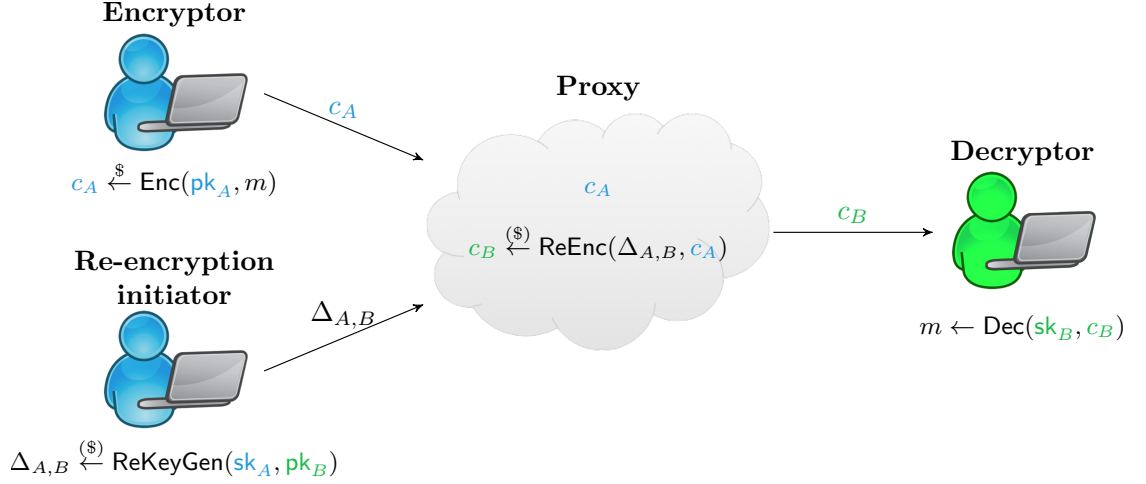 Encryptor
c_A
c_A ←$ Enc(pk_A, m)
Re-encryption
initiator
Δ_{A,B}
Δ_{A,B} ←($) ReKeyGen(sk_A, pk_B)
Proxy
c_A
c_B ←($) ReEnc(Δ_{A,B}, c_A)
c_B
Decryptor
m ← Dec(sk_B, c_B)